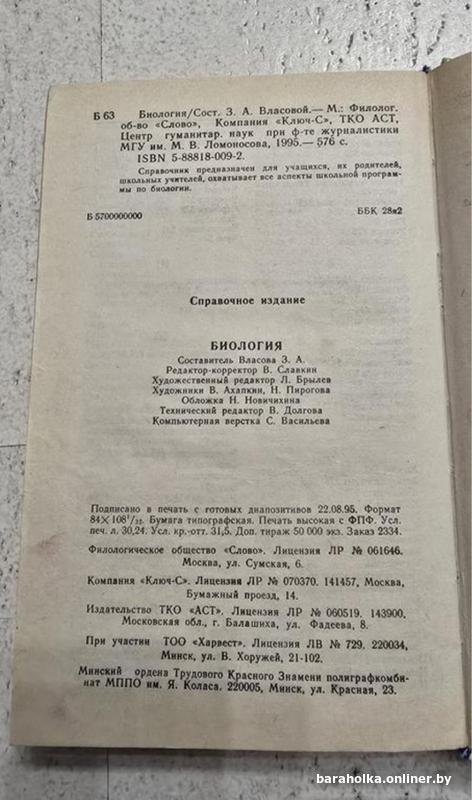 Б 63 Биология/Сост. З. А. Власовой.— М.: Филолог.
об-во «Слово», Компания «Ключ-С», ТКО АСТ,
Центр гуманитар. наук при ф-те журналистики
МГУ им. М. В. Ломоносова, 1995.— 576 с.
ISBN 5-88818-009-2.
Справочник предназначен для учащихся, их родителей,
школьных учителей, охватывает все аспекты школьной програм-
мы по биологии.
Б 5700000000 ББК 28я2
Справочное издание
БИОЛОГИЯ
Составитель Власова З. А.
Редактор-корректор В. Славкин
Художественный редактор Л. Брылев
Художники В. Ахапкин, Н. Пирогова
Обложка Н. Новичихина
Технический редактор В. Долгова
Компьютерная верстка С. Васильева
Подписано в печать с готовых диапозитивов 22.08.95. Формат
84×108¹/₃₂. Бумага типографская. Печать высокая с ФПФ. Усл.
печ. л. 30,24. Усл. кр.-отт. 31,5. Доп. тираж 50 000 экз. Заказ 2334.
Филологическое общество «Слово». Лицензия ЛР № 061646.
Москва, ул. Сумская, 6.
Компания «Ключ-С». Лицензия ЛР № 070370. 141457, Москва,
Бумажный проезд, 14.
Издательство ТКО «АСТ». Лицензия ЛР № 060519. 143900,
Московская обл., г. Балашиха, ул. Фадеева, 8.
При участии ТОО «Харвест». Лицензия ЛВ № 729. 220034,
Минск, ул. В. Хоружей, 21-102.
Минский ордена Трудового Красного Знамени полиграфкомби-
нат МППО им. Я. Коласа. 220005, Минск, ул. Красная, 23.
baraholka.onliner.by